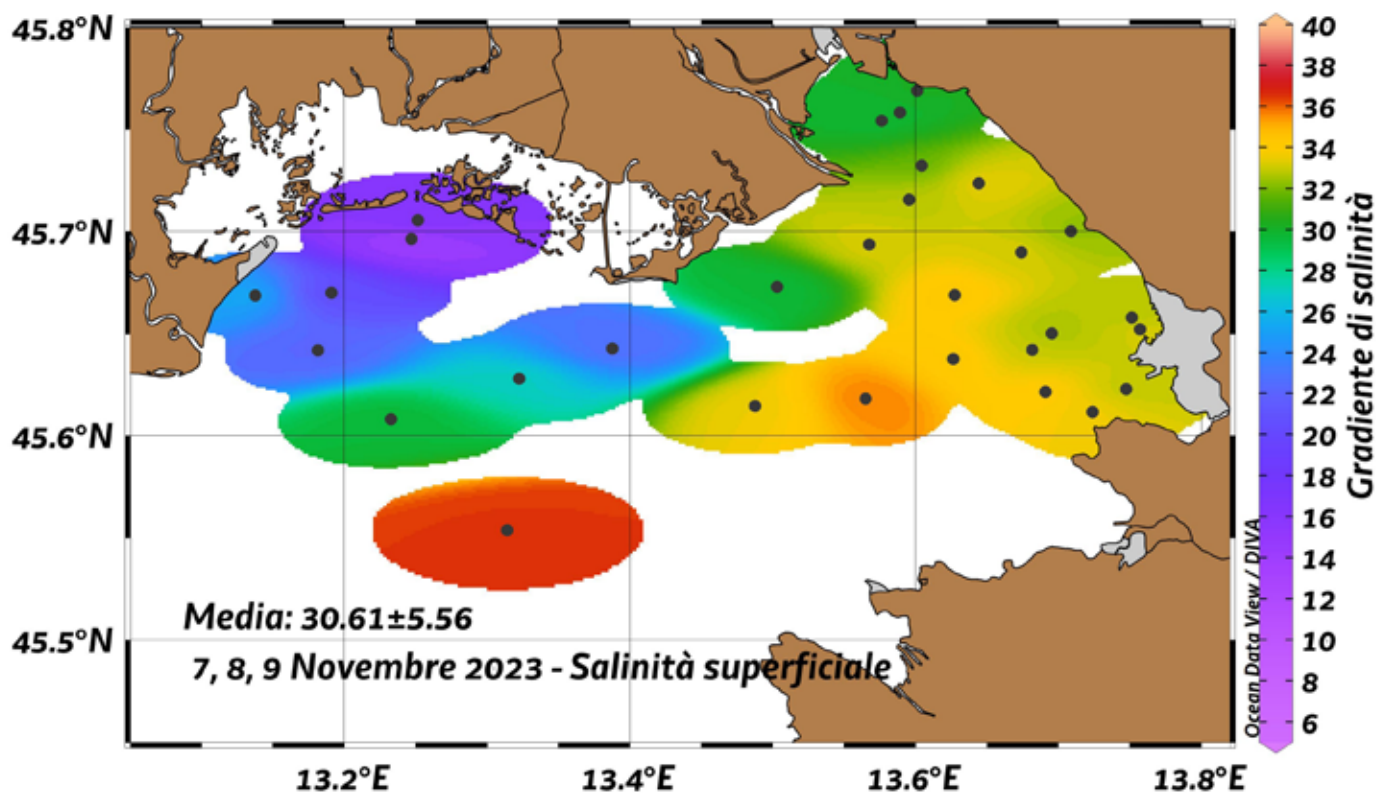 45.8°N
45.7°N
45.6°N
45.5°N
13.2°E
13.4°E
13.6°E
13.8°E
Media: 30.61±5.56
7, 8, 9 Novembre 2023 - Salinità superficiale
Ocean Data View / DIVA
40
38
36
34
32
30
28
26
24
22
20
18
16
14
12
10
8
6
Gradiente di salinità